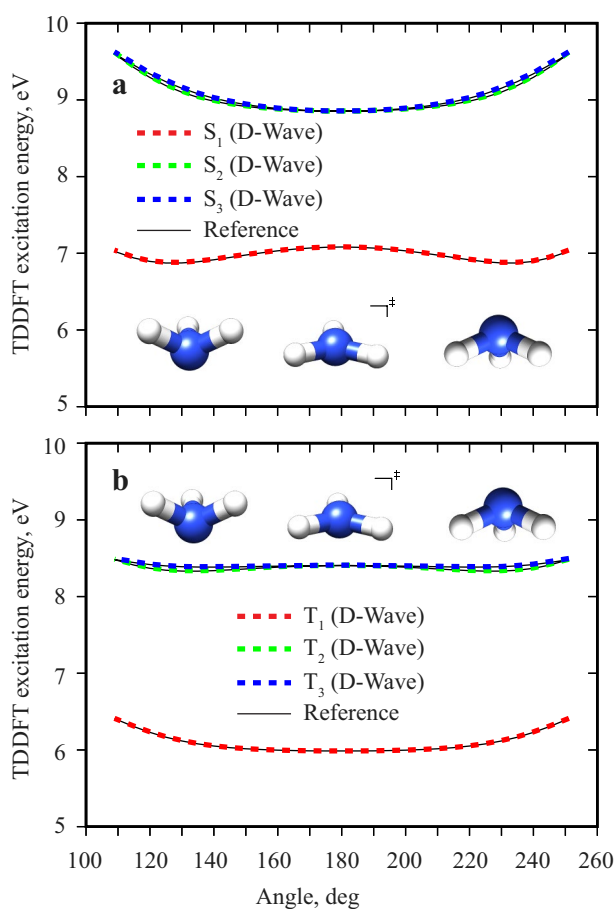 10
9
8
7
6
5
TDDFT excitation energy, eV
a
S₁ (D-Wave)
S₂ (D-Wave)
S₃ (D-Wave)
Reference
‡
10
9
8
7
6
5
TDDFT excitation energy, eV
b
‡
T₁ (D-Wave)
T₂ (D-Wave)
T₃ (D-Wave)
Reference
100 120 140 160 180 200 220 240 260
Angle, deg